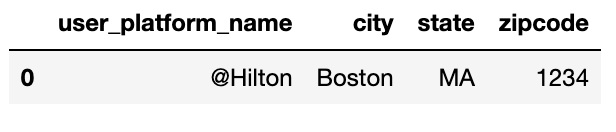 user_platform_name city state zipcode
0 @Hilton Boston MA 1234